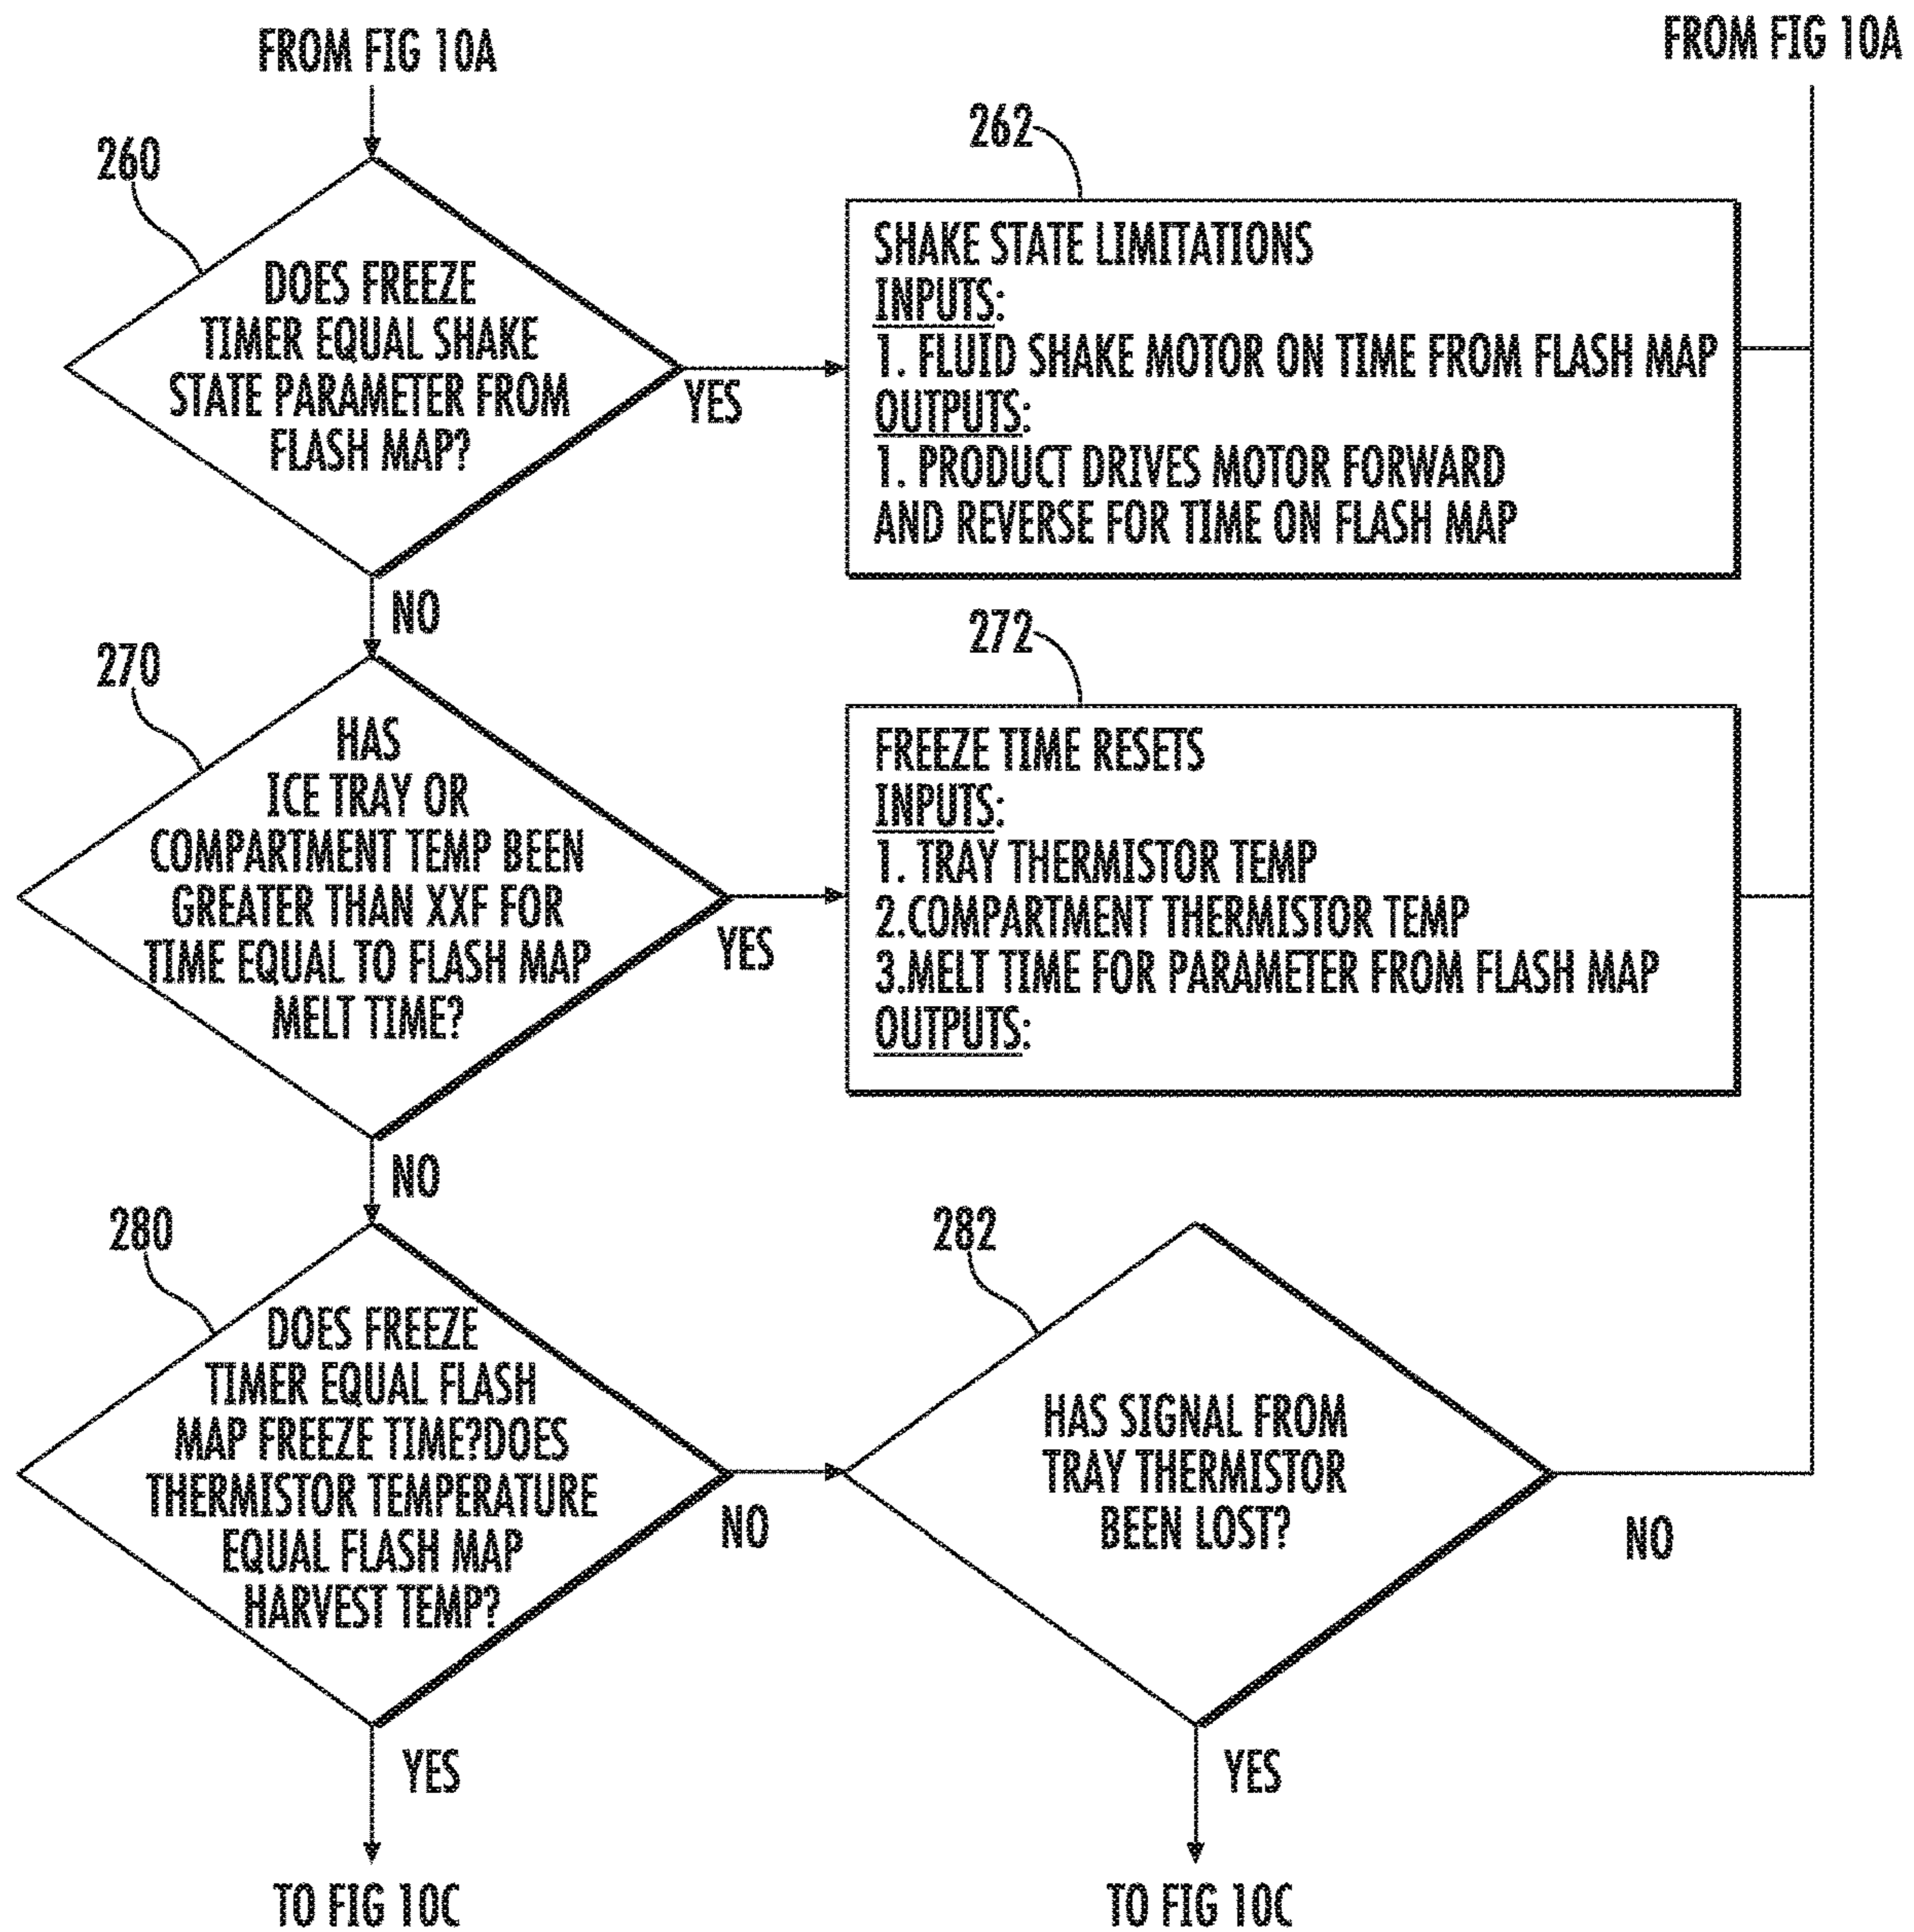 FROM FIG 10A
FROM FIG 10A
260
DOES FREEZE
TIMER EQUAL SHAKE
STATE PARAMETER FROM
FLASH MAP?
YES
NO
262
SHAKE STATE LIMITATIONS
INPUTS:
1. FLUID SHAKE MOTOR ON TIME FROM FLASH MAP
OUTPUTS:
1. PRODUCT DRIVES MOTOR FORWARD
AND REVERSE FOR TIME ON FLASH MAP
270
HAS
ICE TRAY OR
COMPARTMENT TEMP BEEN
GREATER THAN XXF FOR
TIME EQUAL TO FLASH MAP
MELT TIME?
YES
NO
272
FREEZE TIME RESETS
INPUTS:
1. TRAY THERMISTOR TEMP
2.COMPARTMENT THERMISTOR TEMP
3.MELT TIME FOR PARAMETER FROM FLASH MAP
OUTPUTS:
280
DOES FREEZE
TIMER EQUAL FLASH
MAP FREEZE TIME?DOES
THERMISTOR TEMPERATURE
EQUAL FLASH MAP
HARVEST TEMP?
NO
YES
TO FIG 10C
282
HAS SIGNAL FROM
TRAY THERMISTOR
BEEN LOST?
NO
YES
TO FIG 10C